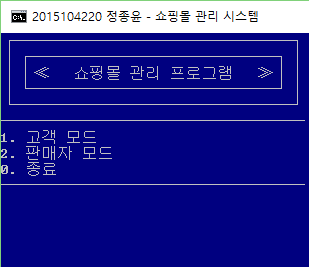 2015104220 정종윤 - 쇼핑몰 관리 시스템
≪ 쇼핑몰 관리 프로그램 ≫
1. 고객 모드
2. 판매자 모드
0. 종료